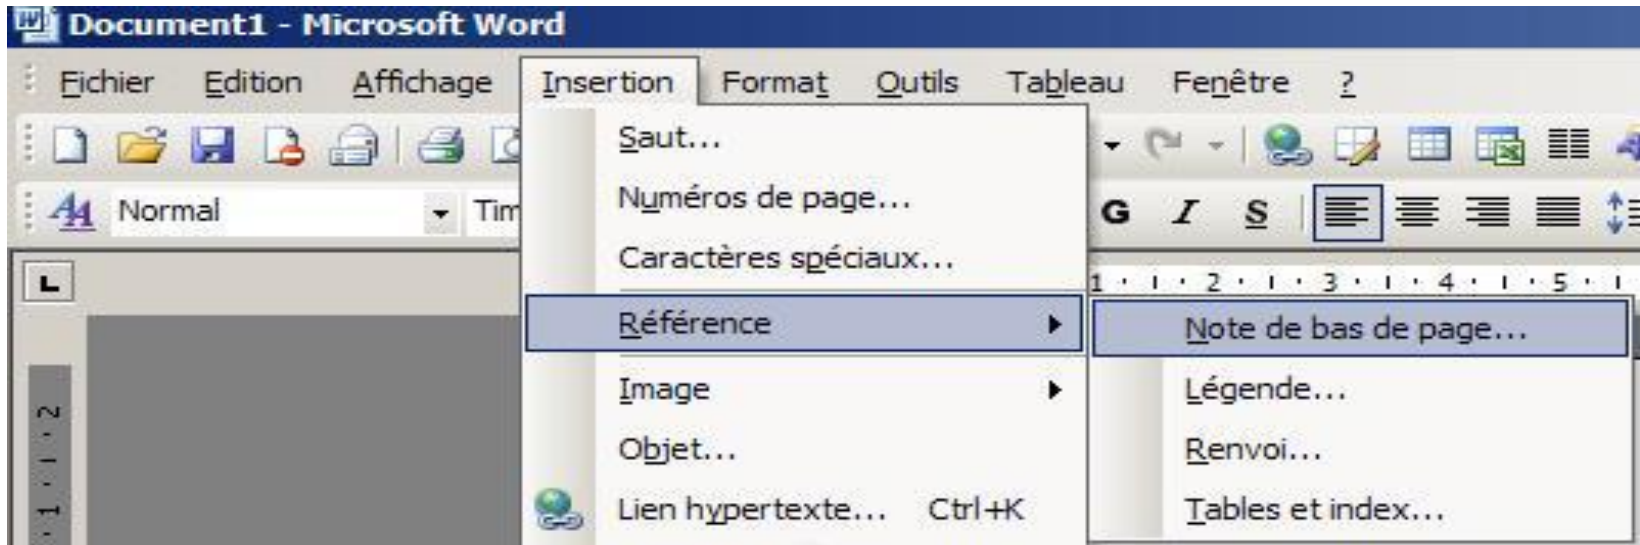 Document1 - Microsoft Word
Fichier Edition Affichage Insertion Format Outils Tableau Fenêtre ?
Saut...
Numéros de page...
Normal Tim G I S
Caractères spéciaux...
L 1 2 3 4 5
Référence
Note de bas de page...
Image
Légende...
2
Objet...
Renvoi...
Lien hypertexte... Ctrl+K
Tables et index...
1